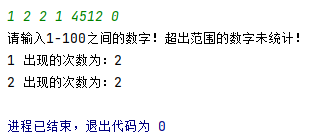 1 2 2 1 4512 0
请输入1-100之间的数字！超出范围的数字未统计！
1 出现的次数为：2
2 出现的次数为：2
进程已结束，退出代码为 0